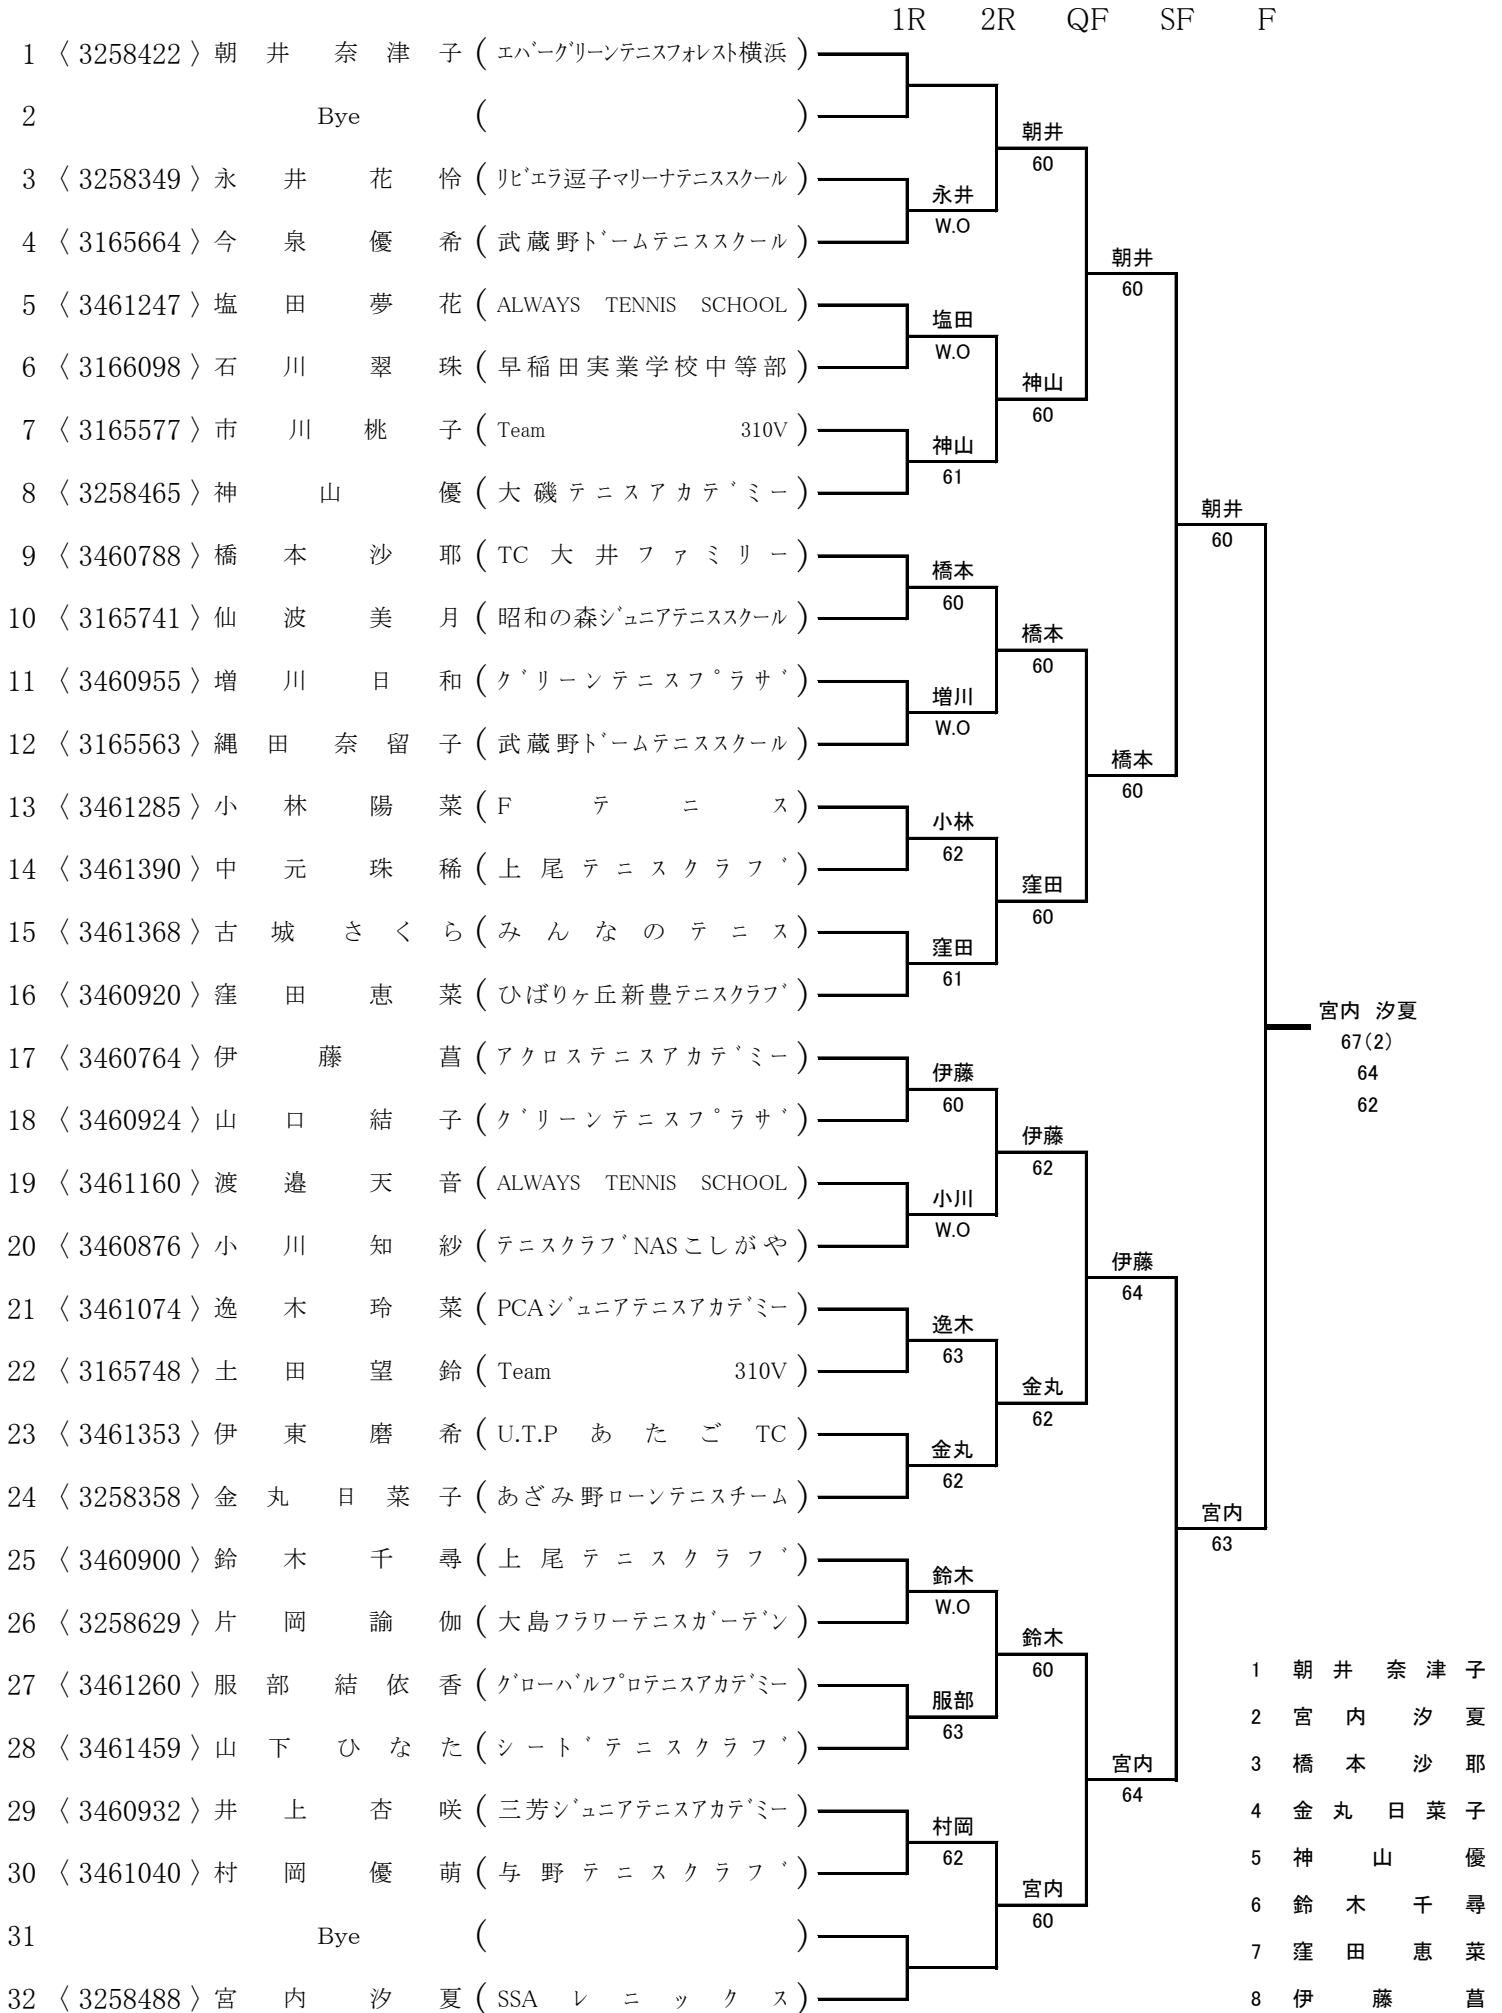 1R 2R QF SF F
1 〈 3258422 〉 朝井 奈津子 ( エバーグリーンテニスフォレスト横浜 )
2 Bye ( )
朝井
60
3 〈 3258349 〉 永井 花怜 ( リビエラ逗子マリーナテニススクール )
永井
W.O
4 〈 3165664 〉 今泉 優希 ( 武蔵野ドームテニススクール )
朝井
60
5 〈 3461247 〉 塩田 夢花 ( ALWAYS TENNIS SCHOOL )
塩田
W.O
6 〈 3166098 〉 石川 翠珠 ( 早稲田実業学校中等部 )
神山
60
7 〈 3165577 〉 市川 桃子 ( Team 310V )
神山
61
8 〈 3258465 〉 神山 優 ( 大磯テニスアカデミー )
朝井
60
9 〈 3460788 〉 橋本 沙耶 ( TC大井ファミリー )
橋本
60
10 〈 3165741 〉 仙波 美月 ( 昭和の森ジュニアテニススクール )
橋本
60
11 〈 3460955 〉 増川 日和 ( グリーンテニスプラザ )
増川
W.O
12 〈 3165563 〉 縄田 奈留子 ( 武蔵野ドームテニススクール )
橋本
60
13 〈 3461285 〉 小林 陽菜 ( Fテニス )
小林
62
14 〈 3461390 〉 中元 珠稀 ( 上尾テニスクラブ )
窪田
60
15 〈 3461368 〉 古城 さくら ( みんなのテニス )
窪田
61
16 〈 3460920 〉 窪田 恵菜 ( ひばりヶ丘新豊テニスクラブ )
宮内 汐夏
67(2)
64
62
17 〈 3460764 〉 伊藤 菖 ( アクロステニスアカデミー )
伊藤
60
18 〈 3460924 〉 山口 結子 ( グリーンテニスプラザ )
伊藤
62
19 〈 3461160 〉 渡邉 天音 ( ALWAYS TENNIS SCHOOL )
小川
W.O
20 〈 3460876 〉 小川 知紗 ( テニスクラブNASこしがや )
伊藤
64
21 〈 3461074 〉 逸木 玲菜 ( PCAジュニアテニスアカデミー )
逸木
63
22 〈 3165748 〉 土田 望鈴 ( Team 310V )
金丸
62
23 〈 3461353 〉 伊東 磨希 ( U.T.PあたごTC )
金丸
62
24 〈 3258358 〉 金丸 日菜子 ( あざみ野ローンテニスチーム )
宮内
63
25 〈 3460900 〉 鈴木 千尋 ( 上尾テニスクラブ )
鈴木
W.O
26 〈 3258629 〉 片岡 諭伽 ( 大島フラワーテニスガーデン )
鈴木
60
27 〈 3461260 〉 服部 結依香 ( グローバルプロテニスアカデミー )
服部
63
28 〈 3461459 〉 山下 ひなた ( シードテニスクラブ )
宮内
64
29 〈 3460932 〉 井上 杏咲 ( 三芳ジュニアテニスアカデミー )
村岡
62
30 〈 3461040 〉 村岡 優萌 ( 与野テニスクラブ )
宮内
60
31 Bye ( )
32 〈 3258488 〉 宮内 汐夏 ( SSAレニックス )
1 朝井 奈津子
2 宮内 汐夏
3 橋本 沙耶
4 金丸 日菜子
5 神山 優
6 鈴木 千尋
7 窪田 恵菜
8 伊藤 菖